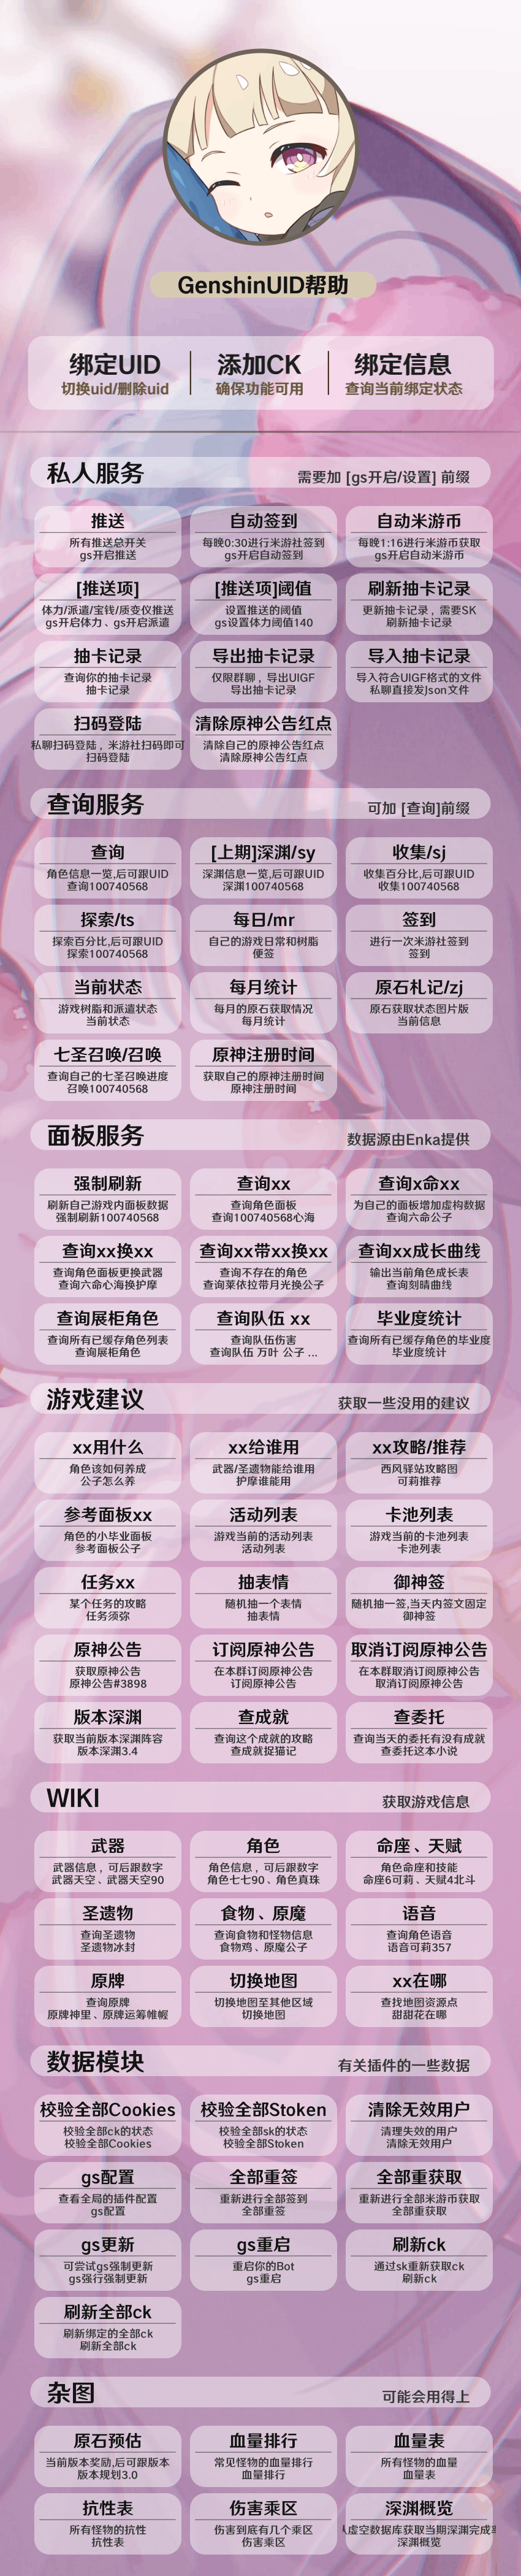 GenshinUID帮助
绑定UID 添加CK 绑定信息
切换uid/删除uid 确保功能可用 查询当前绑定状态
私人服务 需要加 [gs开启/设置] 前缀
推送 自动签到 自动米游币
所有推送总开关 每晚0:30进行米游社签到 每晚1:16进行米游币获取
gs开启推送 gs开启自动签到 gs开启自动米游币
[推送项] [推送项]阈值 刷新抽卡记录
体力/派遣/宝钱/质变仪推送 设置推送的阈值 更新抽卡记录，需要SK
gs开启体力、gs开启派遣 gs设置体力阈值140 刷新抽卡记录
抽卡记录 导出抽卡记录 导入抽卡记录
查询你的抽卡记录 仅限群聊，导出UIGF 导入符合UIGF格式的文件
抽卡记录 导出抽卡记录 私聊直接发Json文件
扫码登陆 清除原神公告红点
私聊扫码登陆，米游社扫码即可 清除自己的原神公告红点
扫码登陆 清除原神公告红点
查询服务 可加 [查询]前缀
查询 [上期]深渊/sy 收集/sj
角色信息一览,后可跟UID 深渊信息一览,后可跟UID 收集百分比,后可跟UID
查询100740568 深渊100740568 收集100740568
探索/ts 每日/mr 签到
探索百分比,后可跟UID 自己的游戏日常和树脂 进行一次米游社签到
探索100740568 便签 签到
当前状态 每月统计 原石札记/zj
游戏树脂和派遣状态 每月的原石获取情况 原石获取状态图片版
当前状态 每月统计 当前信息
七圣召唤/召唤 原神注册时间
查询自己的七圣召唤进度 获取自己的原神注册时间
召唤100740568 原神注册时间
面板服务 数据源由Enka提供
强制刷新 查询xx 查询x命xx
刷新自己游戏内面板数据 查询角色面板 为自己的面板增加虚构数据
强制刷新100740568 查询100740568心海 查询六命公子
查询xx换xx 查询xx带xx换xx 查询xx成长曲线
查询角色面板更换武器 查询不存在的角色 输出当前角色成长表
查询六命心海换护摩 查询莱依拉带月光换公子 查询刻晴曲线
查询展柜角色 查询队伍 xx 毕业度统计
查询所有已缓存角色列表 查询队伍伤害 查询所有已缓存角色的毕业度
查询展柜角色 查询队伍 万叶 公子 ... 毕业度统计
游戏建议 获取一些没用的建议
xx用什么 xx给谁用 xx攻略/推荐
角色该如何养成 武器/圣遗物能给谁用 西风驿站攻略图
公子怎么养 护摩谁能用 可莉推荐
参考面板xx 活动列表 卡池列表
角色的小毕业面板 游戏当前的活动列表 游戏当前的卡池列表
参考面板公子 活动列表 卡池列表
任务xx 抽表情 御神签
某个任务的攻略 随机抽一个表情 随机抽一签,当天内签文固定
任务须弥 抽表情 御神签
原神公告 订阅原神公告 取消订阅原神公告
获取原神公告 在本群订阅原神公告 在本群取消订阅原神公告
原神公告#3898 订阅原神公告 取消订阅原神公告
版本深渊 查成就 查委托
获取当前版本深渊阵容 查询这个成就的攻略 查询当天的委托有没有成就
版本深渊3.4 查成就捉猫记 查委托这本小说
WIKI 获取游戏信息
武器 角色 命座、天赋
武器信息，可后跟数字 角色信息，可后跟数字 角色命座和技能
武器天空、武器天空90 角色七七90、角色真珠 命座6可莉、天赋4北斗
圣遗物 食物、原魔 语音
查询圣遗物 查询食物和怪物信息 查询角色语音
圣遗物冰封 食物鸡、原魔公子 语音可莉357
原牌 切换地图 xx在哪
查询原牌 切换地图至其他区域 查找地图资源点
原牌神里、原牌运筹帷幄 切换地图 甜甜花在哪
数据模块 有关插件的一些数据
校验全部Cookies 校验全部Stoken 清除无效用户
校验全部ck的状态 校验全部sk的状态 清理失效的用户
校验全部Cookies 校验全部Stoken 清除无效用户
gs配置 全部重签 全部重获取
查看全局的插件配置 重新进行全部签到 重新进行全部米游币获取
gs配置 全部重签 全部重获取
gs更新 gs重启 刷新ck
可尝试gs强制更新 重启你的Bot 通过sk重新获取ck
gs强行强制更新 gs重启 刷新ck
刷新全部ck
刷新绑定的全部ck
刷新全部ck
杂图 可能会用得上
原石预估 血量排行 血量表
当前版本奖励,后可跟版本 常见怪物的血量排行 所有怪物的血量
版本规划3.0 血量排行 血量表
抗性表 伤害乘区 深渊概览
所有怪物的抗性 伤害到底有几个乘区 虚空数据库获取当期深渊完成
抗性表 伤害乘区 深渊概览